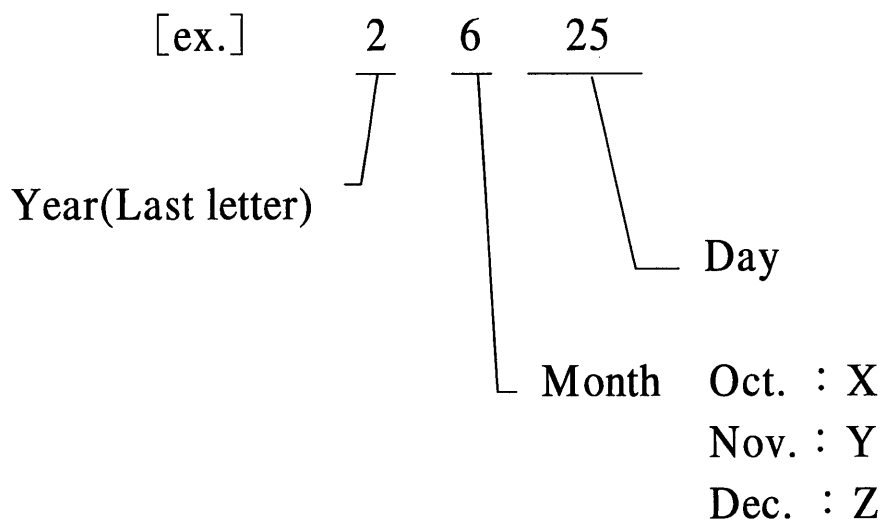 [ex.] 2 6 25
Year(Last letter)
Day
Month Oct. : X
Nov. : Y
Dec. : Z